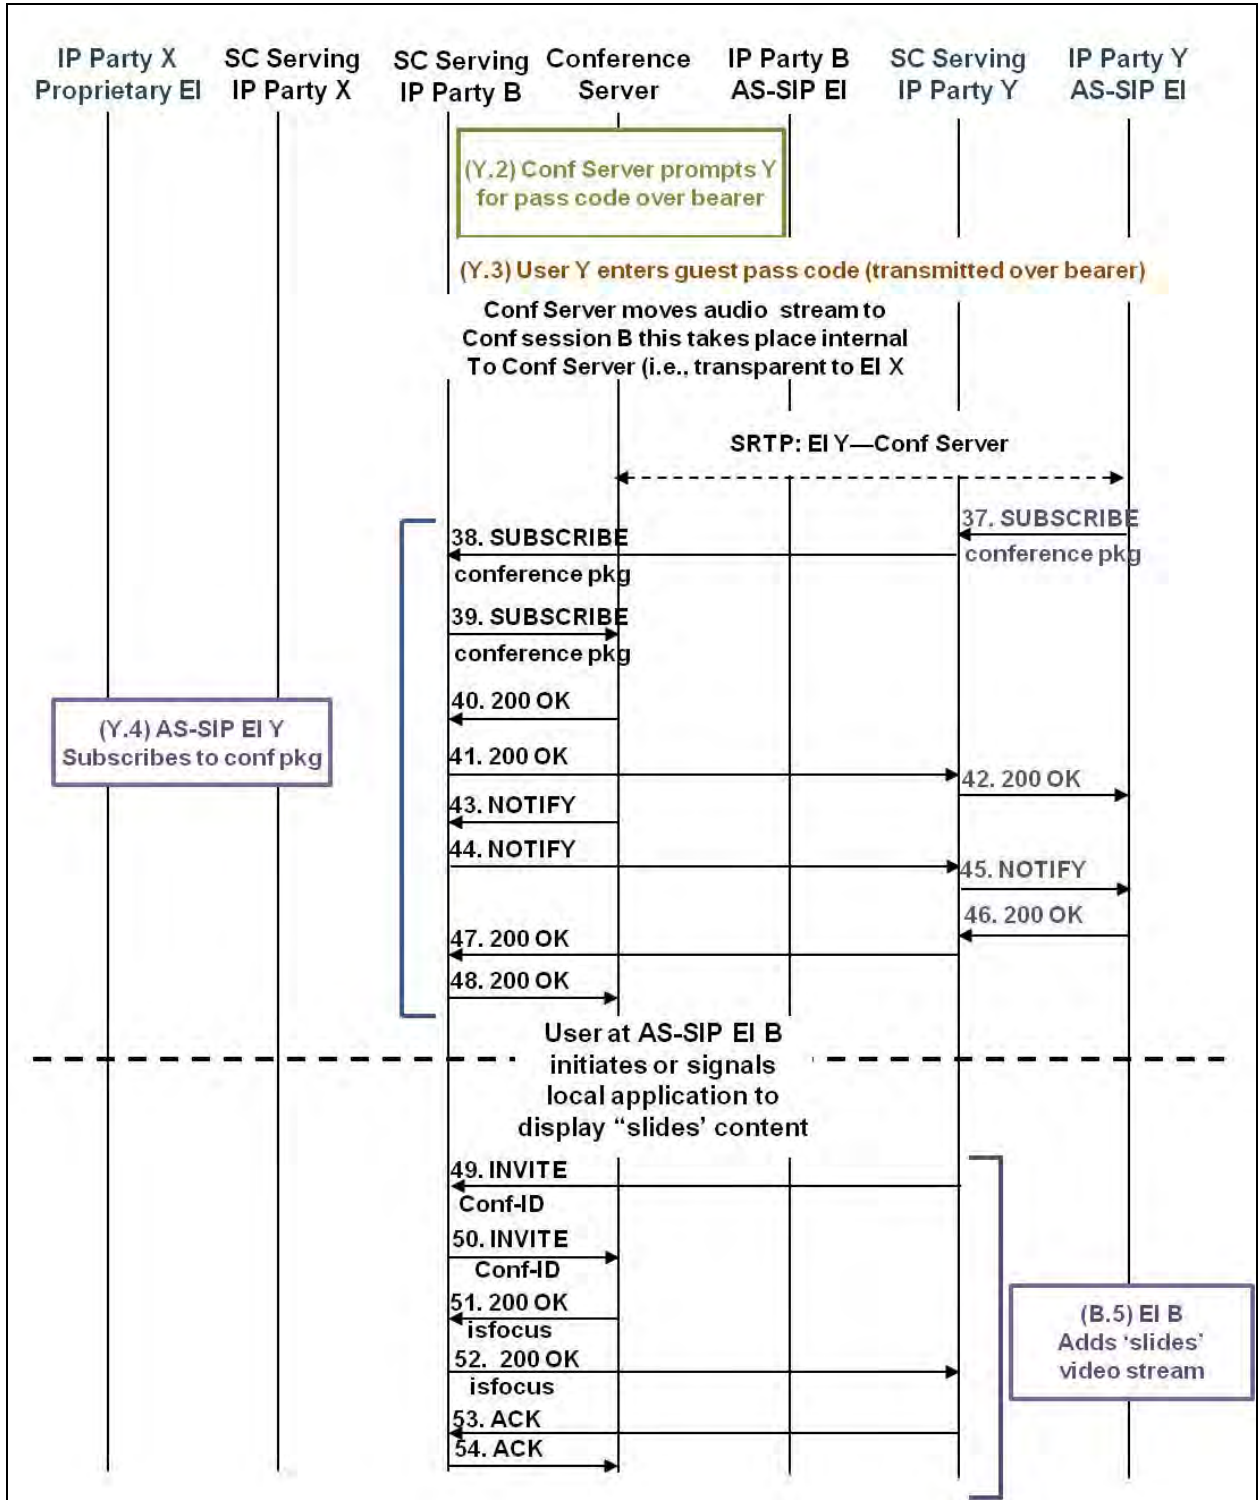 IP Party X
Proprietary EI
SC Serving
IP Party X
SC Serving
IP Party B
Conference
Server
IP Party B
AS-SIP EI
SC Serving
IP Party Y
IP Party Y
AS-SIP EI
(Y.2) Conf Server prompts Y
for pass code over bearer
(Y.3) User Y enters guest pass code (transmitted over bearer)
Conf Server moves audio stream to
Conf session B this takes place internal
To Conf Server (i.e., transparent to EI X
SRTP: EI Y—Conf Server
37. SUBSCRIBE
conference pkg
38. SUBSCRIBE
conference pkg
39. SUBSCRIBE
conference pkg
40. 200 OK
(Y.4) AS-SIP EI Y
Subscribes to conf pkg
41. 200 OK
42. 200 OK
43. NOTIFY
44. NOTIFY
45. NOTIFY
46. 200 OK
47. 200 OK
48. 200 OK
User at AS-SIP EI B
initiates or signals
local application to
display “slides’ content
49. INVITE
Conf-ID
50. INVITE
Conf-ID
51. 200 OK
isfocus
52. 200 OK
isfocus
53. ACK
54. ACK
(B.5) EI B
Adds ‘slides’
video stream